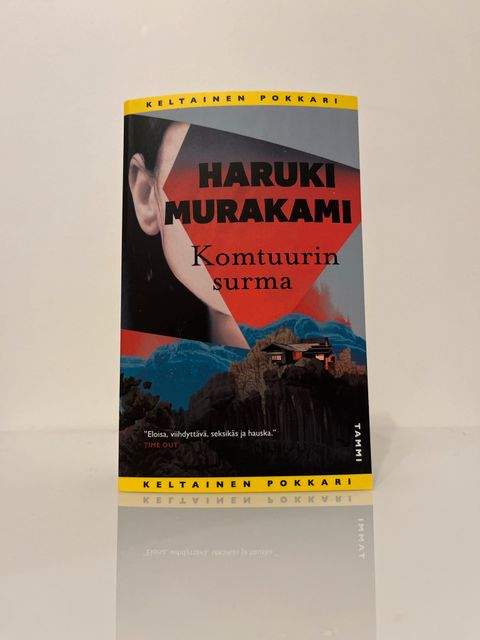 KELTAINEN POKKARI
HARUKI
MURAKAMI
Komtuurin
surma
"Eloisa, viihdyttävä, seksikäs ja hauska."
TIME OUT
TAMMI
KELTAINEN POKKARI